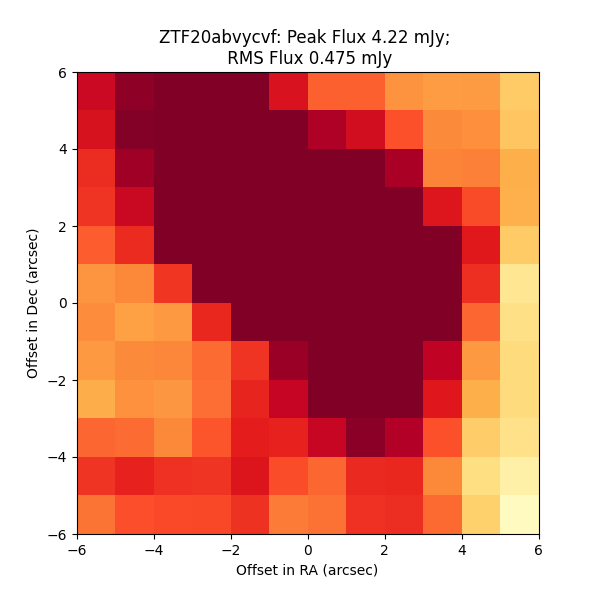 ZTF20abvycvf: Peak Flux 4.22 mJy;
RMS Flux 0.475 mJy
6
4
2
0
−2
−4
−6
Offset in Dec (arcsec)
−6 −4 −2 0 2 4 6
Offset in RA (arcsec)